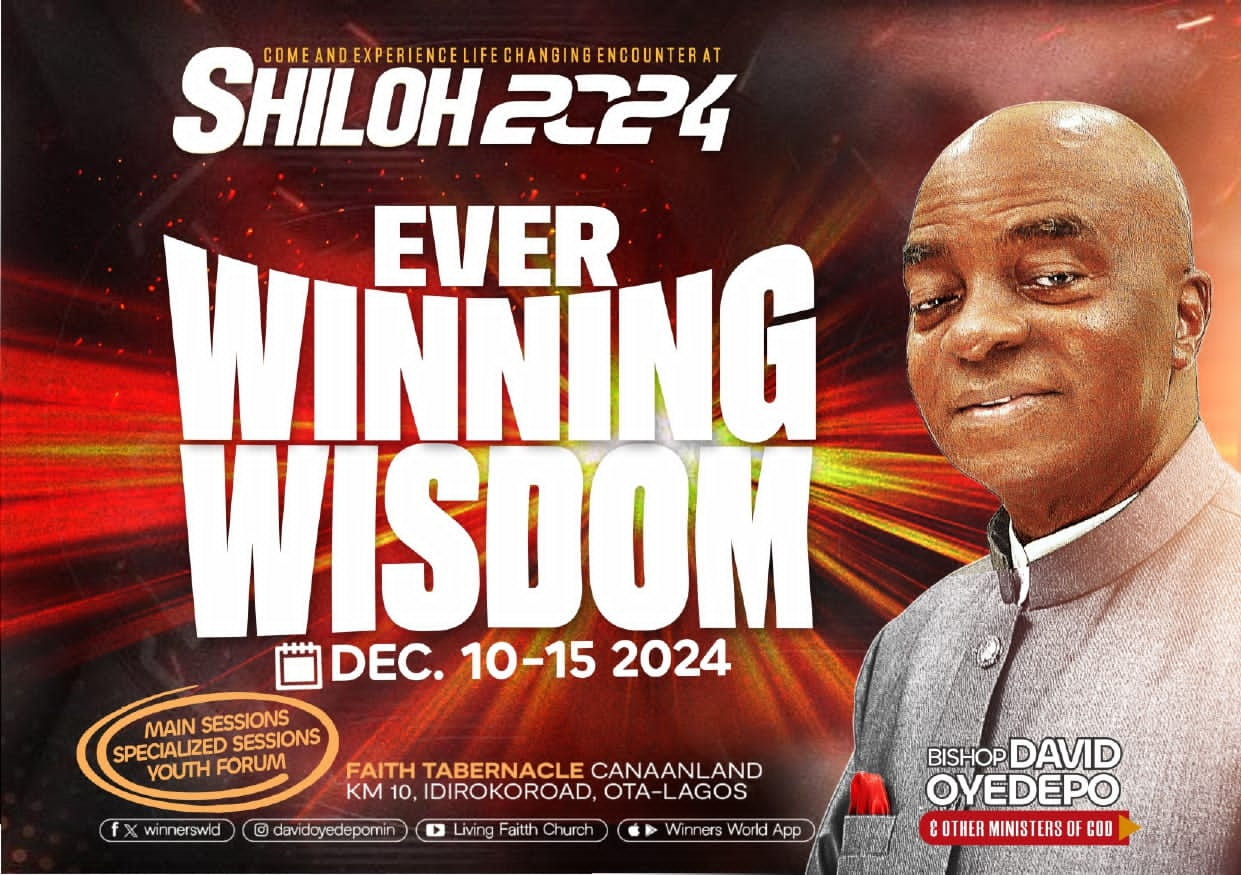 COME AND EXPERIENCE LIFE CHANGING ENCOUNTER AT
SHILOH 2024
EVER
WINNING
WISDOM
DEC. 10-15 2024
MAIN SESSIONS
SPECIALIZED SESSIONS
YOUTH FORUM
FAITH TABERNACLE CANAANLAND
KM 10, IDIROKOROAD, OTA-LAGOS
winnerswld
davidoyedepomin
Living Faitth Church
Winners World App
BISHOP DAVID
OYEDEPO
& OTHER MINISTERS OF GOD